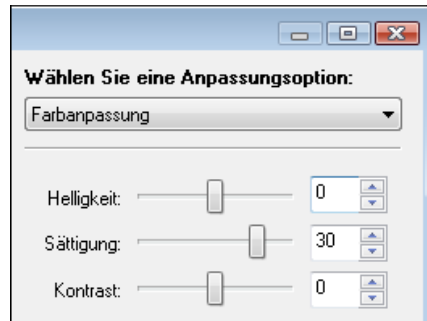 Wählen Sie eine Anpassungsoption:
Farbanpassung
Helligkeit: 0
Sättigung: 30
Kontrast: 0